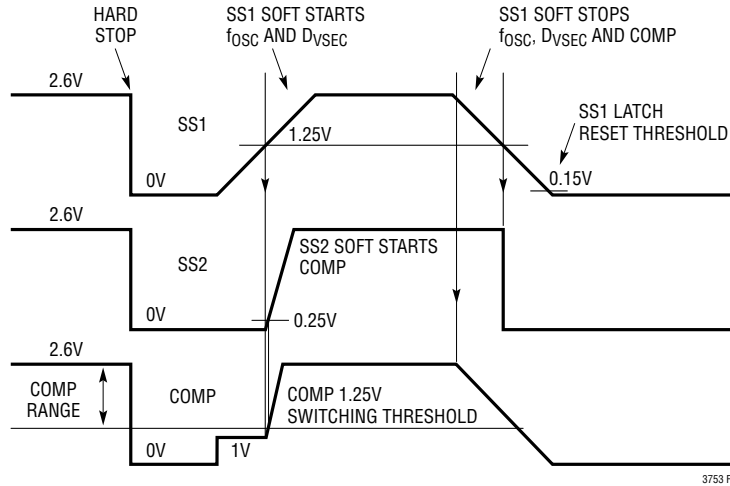 HARD
STOP
SS1 SOFT STARTS
fOSC AND DVSEC
SS1 SOFT STOPS
fOSC, DVSEC AND COMP
2.6V
SS1
1.25V
SS1 LATCH
RESET THRESHOLD
0V
0.15V
2.6V
SS2
SS2 SOFT STARTS
COMP
0V
0.25V
2.6V
COMP
RANGE
COMP
COMP 1.25V
SWITCHING THRESHOLD
0V
1V
3753 F